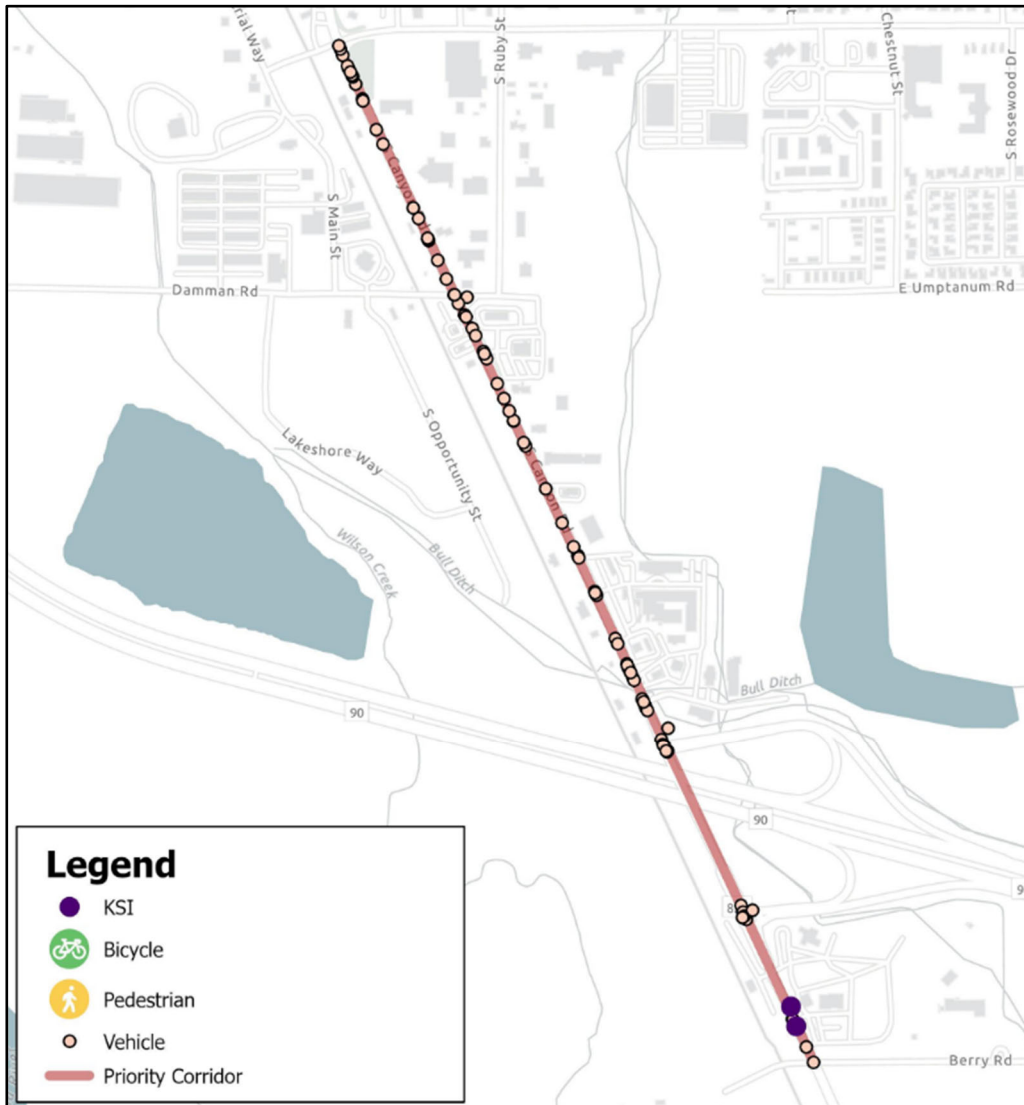 S Ruby St
Chestnut St
S Rosewood Dr
S Main St
Damman Rd
E Umptanum Rd
Lakeshore Way
S Opportunity St
Wilson Creek
Bull Ditch
Bull Ditch
90
90
Berry Rd
Legend
KSI
Bicycle
Pedestrian
Vehicle
Priority Corridor